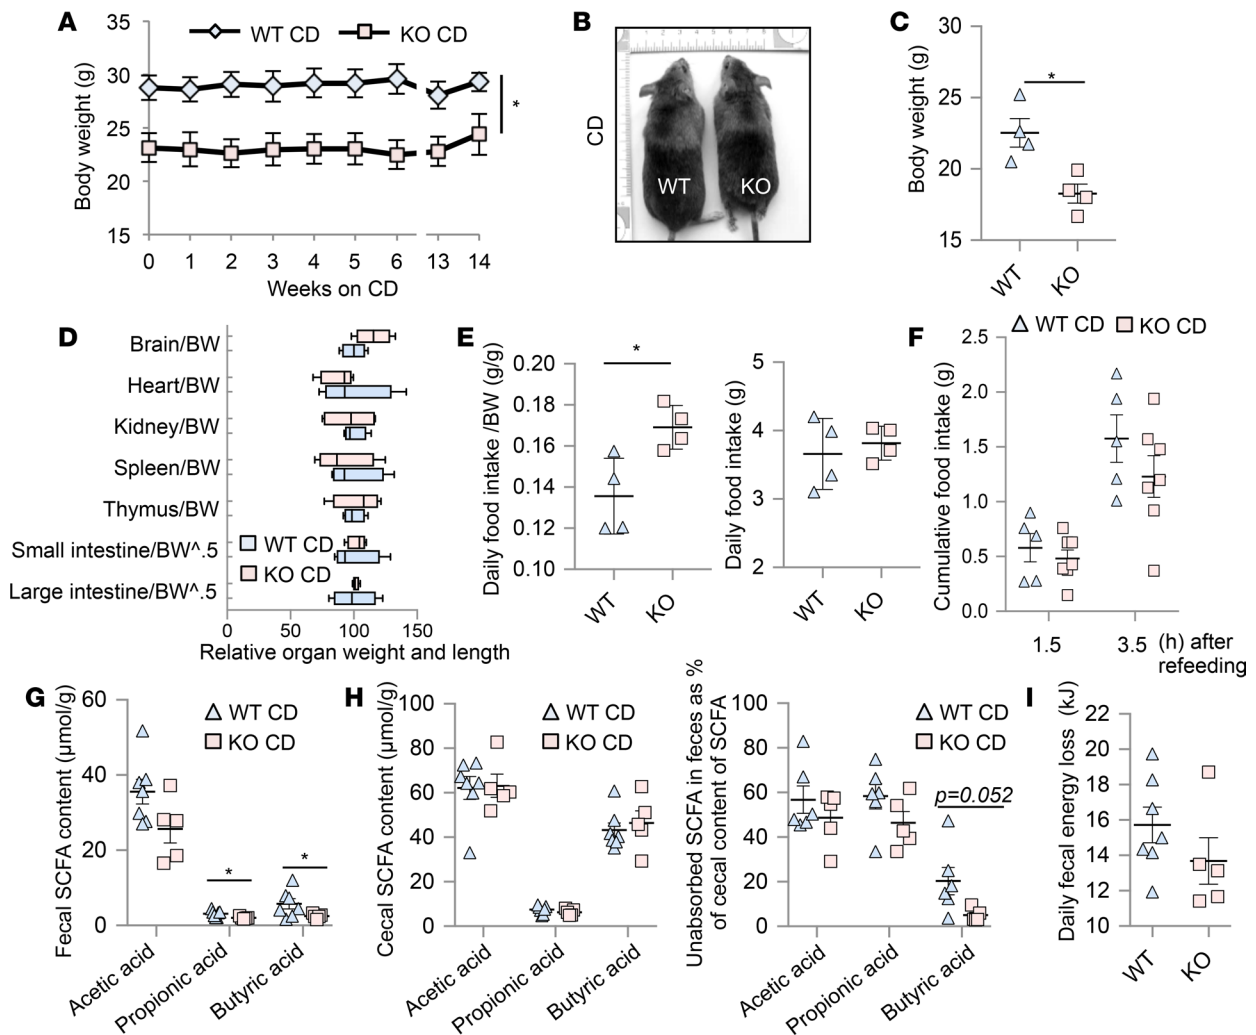 A
35
30
25
20
15
Body weight (g)
WT CD
KO CD
*
0 1 2 3 4 5 6 13 14
Weeks on CD
B
CD
WT
KO
C
30
25
20
15
Body weight (g)
*
WT
KO
D
Brain/BW
Heart/BW
Kidney/BW
Spleen/BW
Thymus/BW
Small intestine/BW^.5
Large intestine/BW^.5
WT CD
KO CD
0 50 100 150
Relative organ weight and length
E
0.20
0.18
0.16
0.14
0.12
0.10
Daily food intake /BW (g/g)
*
WT
KO
5
4
3
2
Daily food intake (g)
WT
KO
F
WT CD
KO CD
2.5
2.0
1.5
1.0
0.5
0.0
Cumulative food intake (g)
1.5 3.5 (h) after
refeeding
G
60
40
20
0
Fecal SCFA content (µmol/g)
WT CD
KO CD
*
*
Acetic acid
Propionic acid
Butyric acid
H
100
80
60
40
20
0
Cecal SCFA content (µmol/g)
WT CD
KO CD
Acetic acid
Propionic acid
Butyric acid
100
80
60
40
20
0
Unabsorbed SCFA in feces as %
of cecal content of SCFA
WT CD
KO CD
p=0.052
Acetic acid
Propionic acid
Butyric acid
I
22
20
18
16
14
12
10
Daily fecal energy loss (kJ)
WT
KO